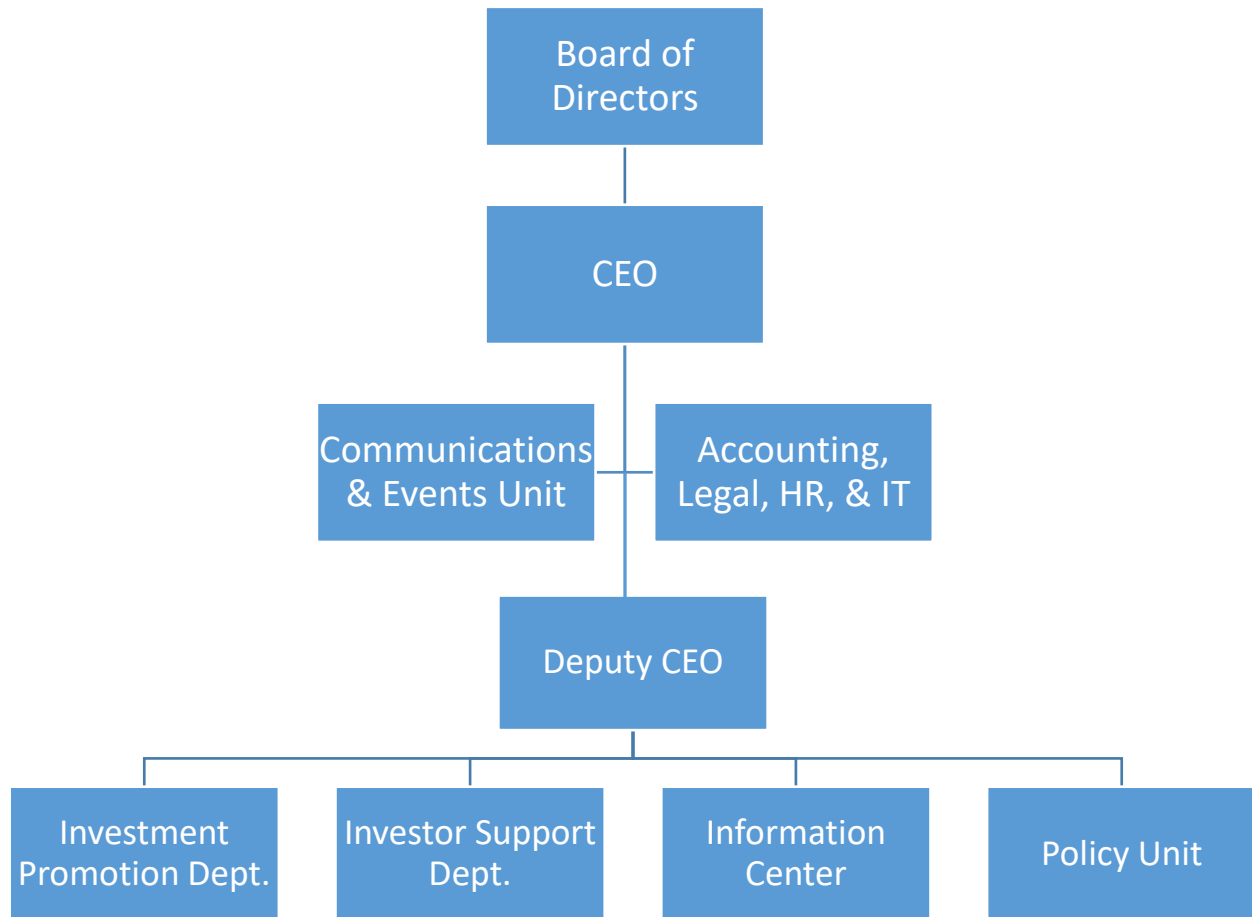 Board of
Directors
CEO
Communications
& Events Unit
Accounting,
Legal, HR, & IT
Deputy CEO
Investment
Promotion Dept.
Investor Support
Dept.
Information
Center
Policy Unit